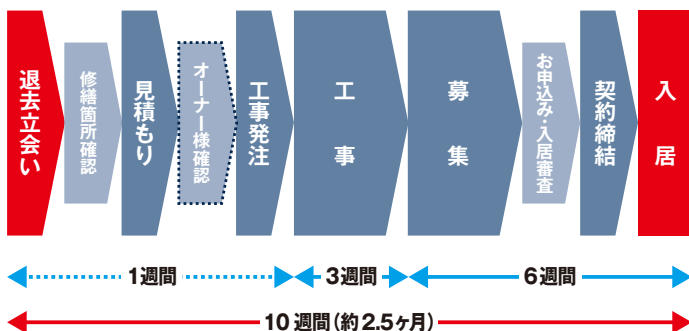 退去立会い
修繕箇所確認
見積もり
オーナー様確認
工事発注
工事
募集
お申込み・入居審査
契約締結
入居
1週間
3週間
6週間
10週間(約2.5ヶ月)